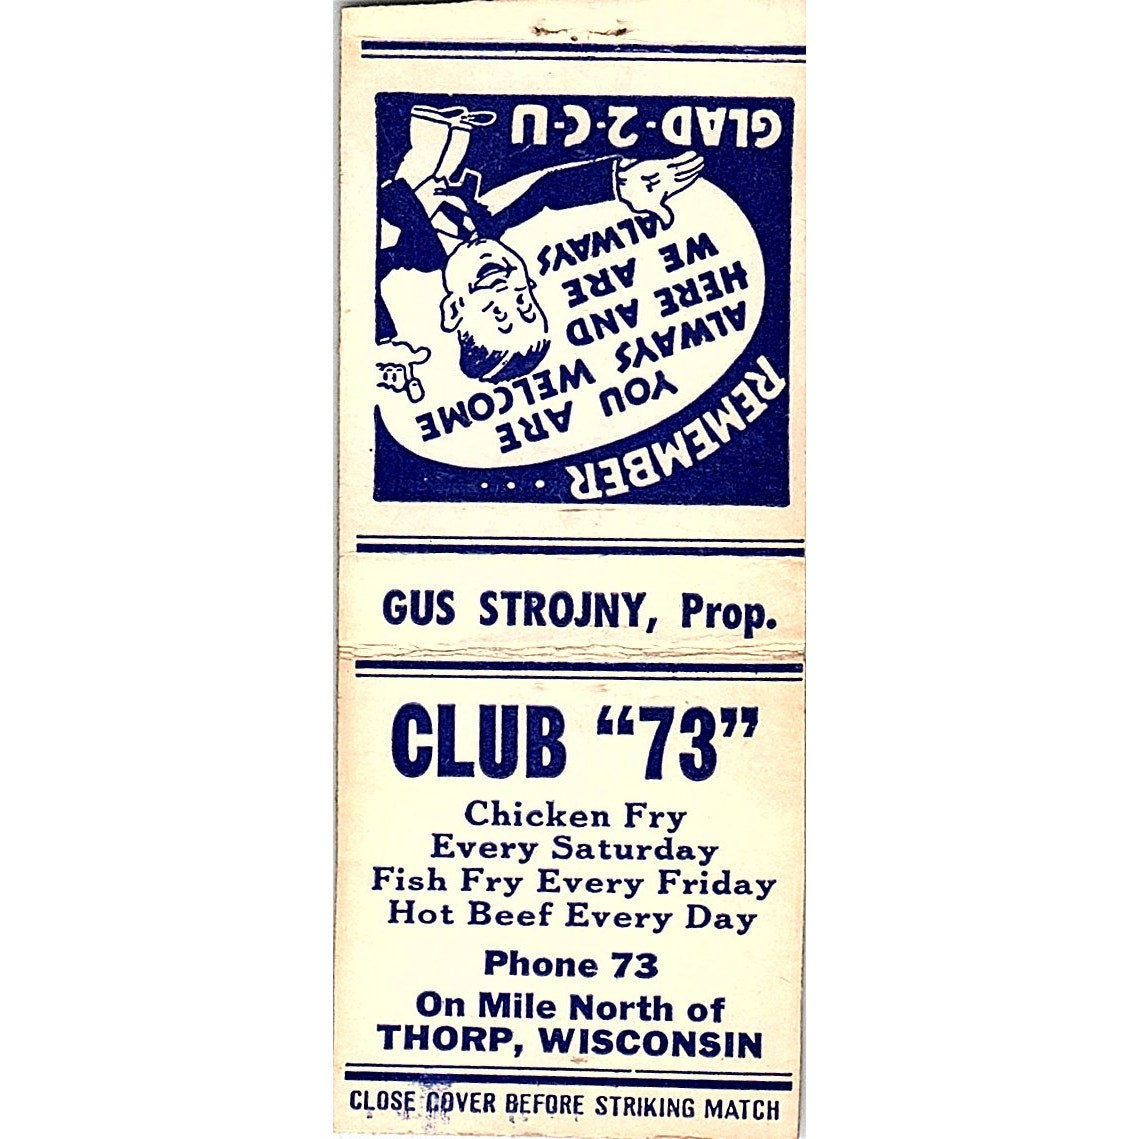 REMEMBER . . .
YOU ARE
ALWAYS WELCOME
HERE AND
WE ARE
ALWAYS
GLAD-2-C-U
GUS STROJNY, Prop.
CLUB “73”
Chicken Fry
Every Saturday
Fish Fry Every Friday
Hot Beef Every Day
Phone 73
On Mile North of
THORP, WISCONSIN
CLOSE COVER BEFORE STRIKING MATCH